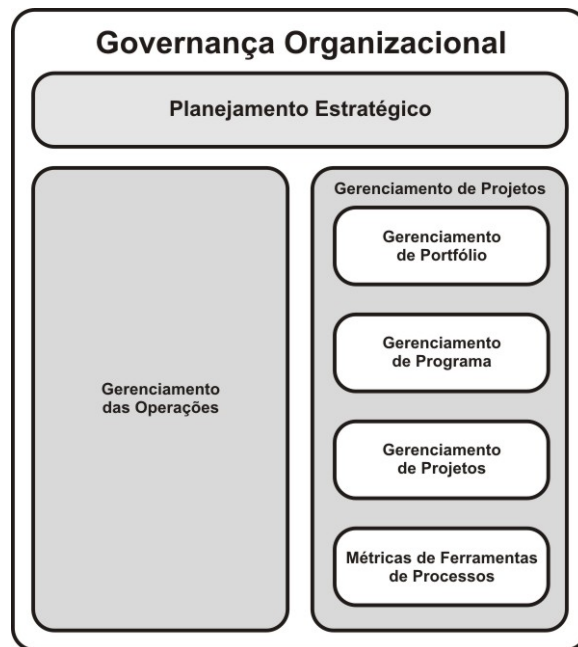 Governança Organizacional
Planejamento Estratégico
Gerenciamento
das Operações
Gerenciamento de Projetos
Gerenciamento
de Portfólio
Gerenciamento
de Programa
Gerenciamento
de Projetos
Métricas de Ferramentas
de Processos